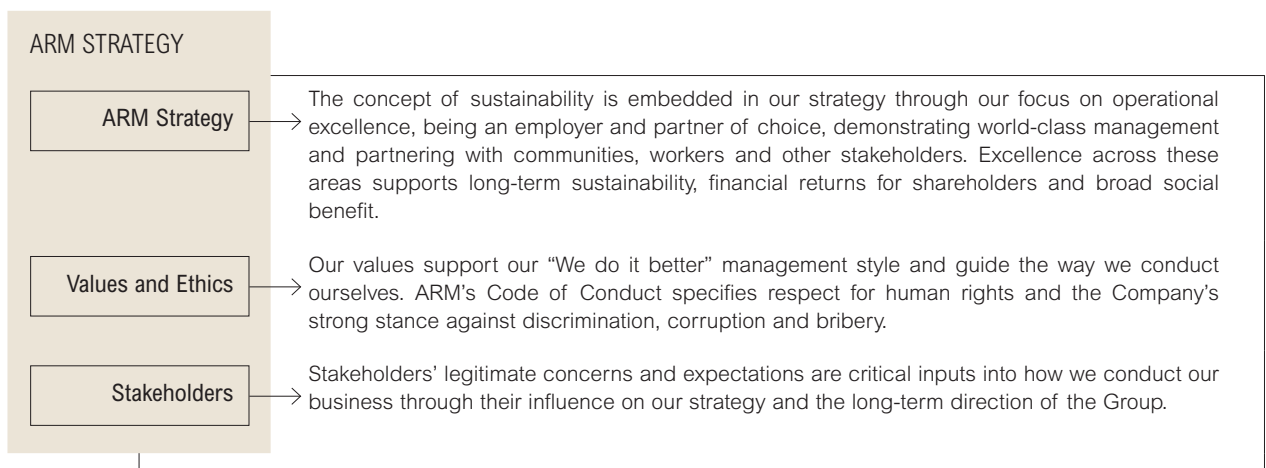 ARM STRATEGY
ARM Strategy
The concept of sustainability is embedded in our strategy through our focus on operational
excellence, being an employer and partner of choice, demonstrating world-class management
and partnering with communities, workers and other stakeholders. Excellence across these
areas supports long-term sustainability, financial returns for shareholders and broad social
benefit.
Values and Ethics
Our values support our “We do it better” management style and guide the way we conduct
ourselves. ARM’s Code of Conduct specifies respect for human rights and the Company’s
strong stance against discrimination, corruption and bribery.
Stakeholders
Stakeholders’ legitimate concerns and expectations are critical inputs into how we conduct our
business through their influence on our strategy and the long-term direction of the Group.